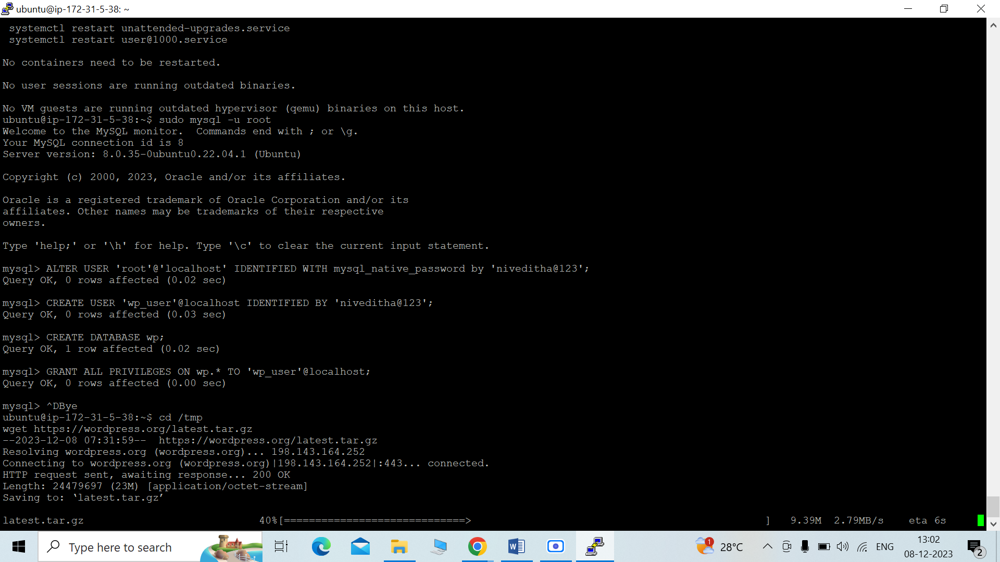 ubuntu@ip-172-31-5-38: ~
systemctl restart unattended-upgrades.service
systemctl restart user@1000.service
No containers need to be restarted.
No user sessions are running outdated binaries.
No VM guests are running outdated hypervisor (qemu) binaries on this host.
ubuntu@ip-172-31-5-38:~$ sudo mysql -u root
Welcome to the MySQL monitor.  Commands end with ; or \g.
Your MySQL connection id is 8
Server version: 8.0.35-0ubuntu0.22.04.1 (Ubuntu)
Copyright (c) 2000, 2023, Oracle and/or its affiliates.
Oracle is a registered trademark of Oracle Corporation and/or its
affiliates. Other names may be trademarks of their respective
owners.
Type 'help;' or '\h' for help. Type '\c' to clear the current input statement.
mysql> ALTER USER 'root'@'localhost' IDENTIFIED WITH mysql_native_password by 'niveditha@123';
Query OK, 0 rows affected (0.02 sec)
mysql> CREATE USER 'wp_user'@localhost IDENTIFIED BY 'niveditha@123';
Query OK, 0 rows affected (0.03 sec)
mysql> CREATE DATABASE wp;
Query OK, 1 row affected (0.02 sec)
mysql> GRANT ALL PRIVILEGES ON wp.* TO 'wp_user'@localhost;
Query OK, 0 rows affected (0.00 sec)
mysql> ^DBye
ubuntu@ip-172-31-5-38:~$ cd /tmp
wget https://wordpress.org/latest.tar.gz
--2023-12-08 07:31:59--  https://wordpress.org/latest.tar.gz
Resolving wordpress.org (wordpress.org)... 198.143.164.252
Connecting to wordpress.org (wordpress.org)|198.143.164.252|:443... connected.
HTTP request sent, awaiting response... 200 OK
Length: 24479697 (23M) [application/octet-stream]
Saving to: ‘latest.tar.gz’
latest.tar.gz 40%[=============================> ] 9.39M 2.79MB/s eta 6s
Type here to search
1
28°C
ENG
13:02
08-12-2023
2